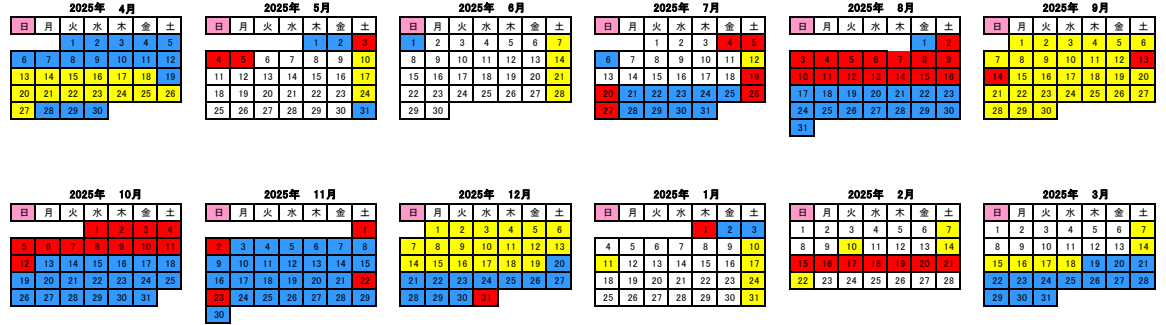 2025年 4月
日 月 火 水 木 金 土
1 2 3 4 5
6 7 8 9 10 11 12
13 14 15 16 17 18 19
20 21 22 23 24 25 26
27 28 29 30
2025年 5月
日 月 火 水 木 金 土
1 2 3
4 5 6 7 8 9 10
11 12 13 14 15 16 17
18 19 20 21 22 23 24
25 26 27 28 29 30 31
2025年 6月
日 月 火 水 木 金 土
1 2 3 4 5 6 7
8 9 10 11 12 13 14
15 16 17 18 19 20 21
22 23 24 25 26 27 28
29 30
2025年 7月
日 月 火 水 木 金 土
1 2 3 4 5
6 7 8 9 10 11 12
13 14 15 16 17 18 19
20 21 22 23 24 25 26
27 28 29 30 31
2025年 8月
日 月 火 水 木 金 土
1 2
3 4 5 6 7 8 9
10 11 12 13 14 15 16
17 18 19 20 21 22 23
24 25 26 27 28 29 30
31
2025年 9月
日 月 火 水 木 金 土
1 2 3 4 5 6
7 8 9 10 11 12 13
14 15 16 17 18 19 20
21 22 23 24 25 26 27
28 29 30
2025年 10月
日 月 火 水 木 金 土
1 2 3 4
5 6 7 8 9 10 11
12 13 14 15 16 17 18
19 20 21 22 23 24 25
26 27 28 29 30 31
2025年 11月
日 月 火 水 木 金 土
1
2 3 4 5 6 7 8
9 10 11 12 13 14 15
16 17 18 19 20 21 22
23 24 25 26 27 28 29
30
2025年 12月
日 月 火 水 木 金 土
1 2 3 4 5 6
7 8 9 10 11 12 13
14 15 16 17 18 19 20
21 22 23 24 25 26 27
28 29 30 31
2025年 1月
日 月 火 水 木 金 土
1 2 3
4 5 6 7 8 9 10
11 12 13 14 15 16 17
18 19 20 21 22 23 24
25 26 27 28 29 30 31
2025年 2月
日 月 火 水 木 金 土
1 2 3 4 5 6 7
8 9 10 11 12 13 14
15 16 17 18 19 20 21
22 23 24 25 26 27 28
2025年 3月
日 月 火 水 木 金 土
1 2 3 4 5 6 7
8 9 10 11 12 13 14
15 16 17 18 19 20 21
22 23 24 25 26 27 28
29 30 31